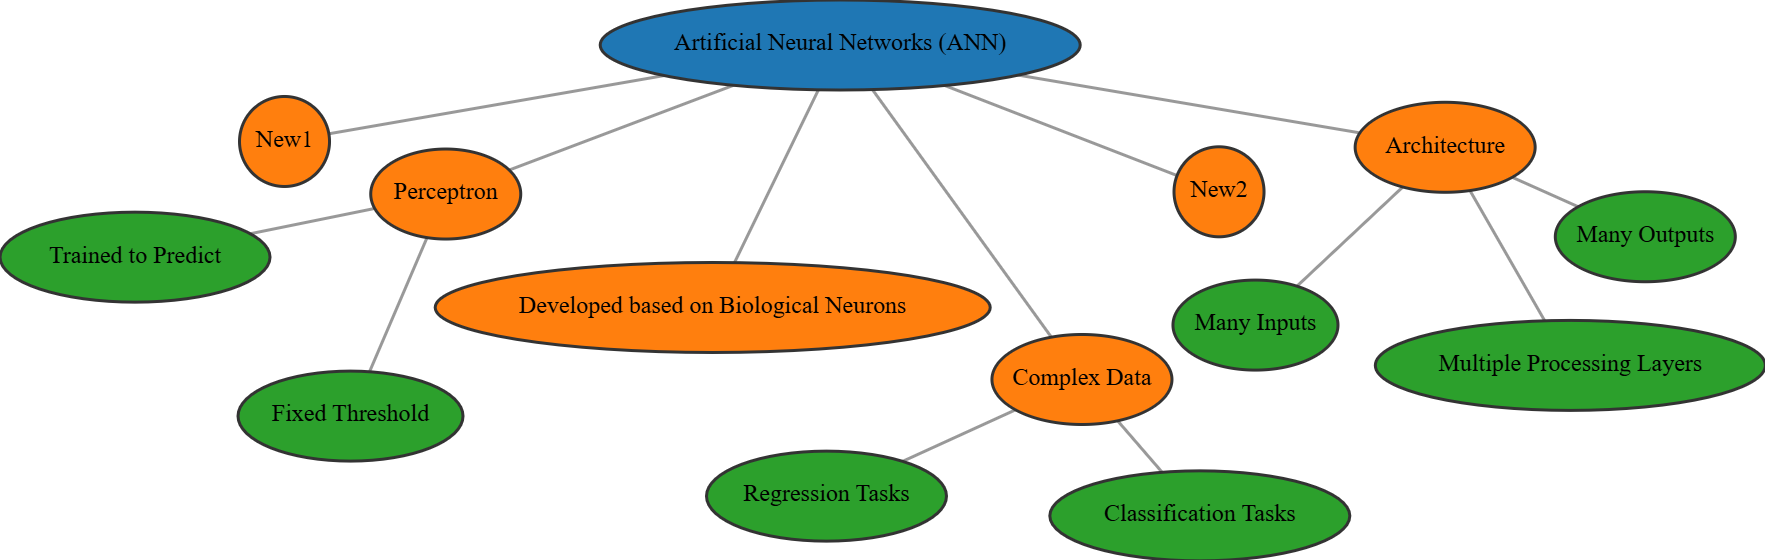 Artificial Neural Networks (ANN)
New1
Perceptron
Trained to Predict
Fixed Threshold
Developed based on Biological Neurons
Complex Data
Regression Tasks
Classification Tasks
New2
Architecture
Many Inputs
Multiple Processing Layers
Many Outputs